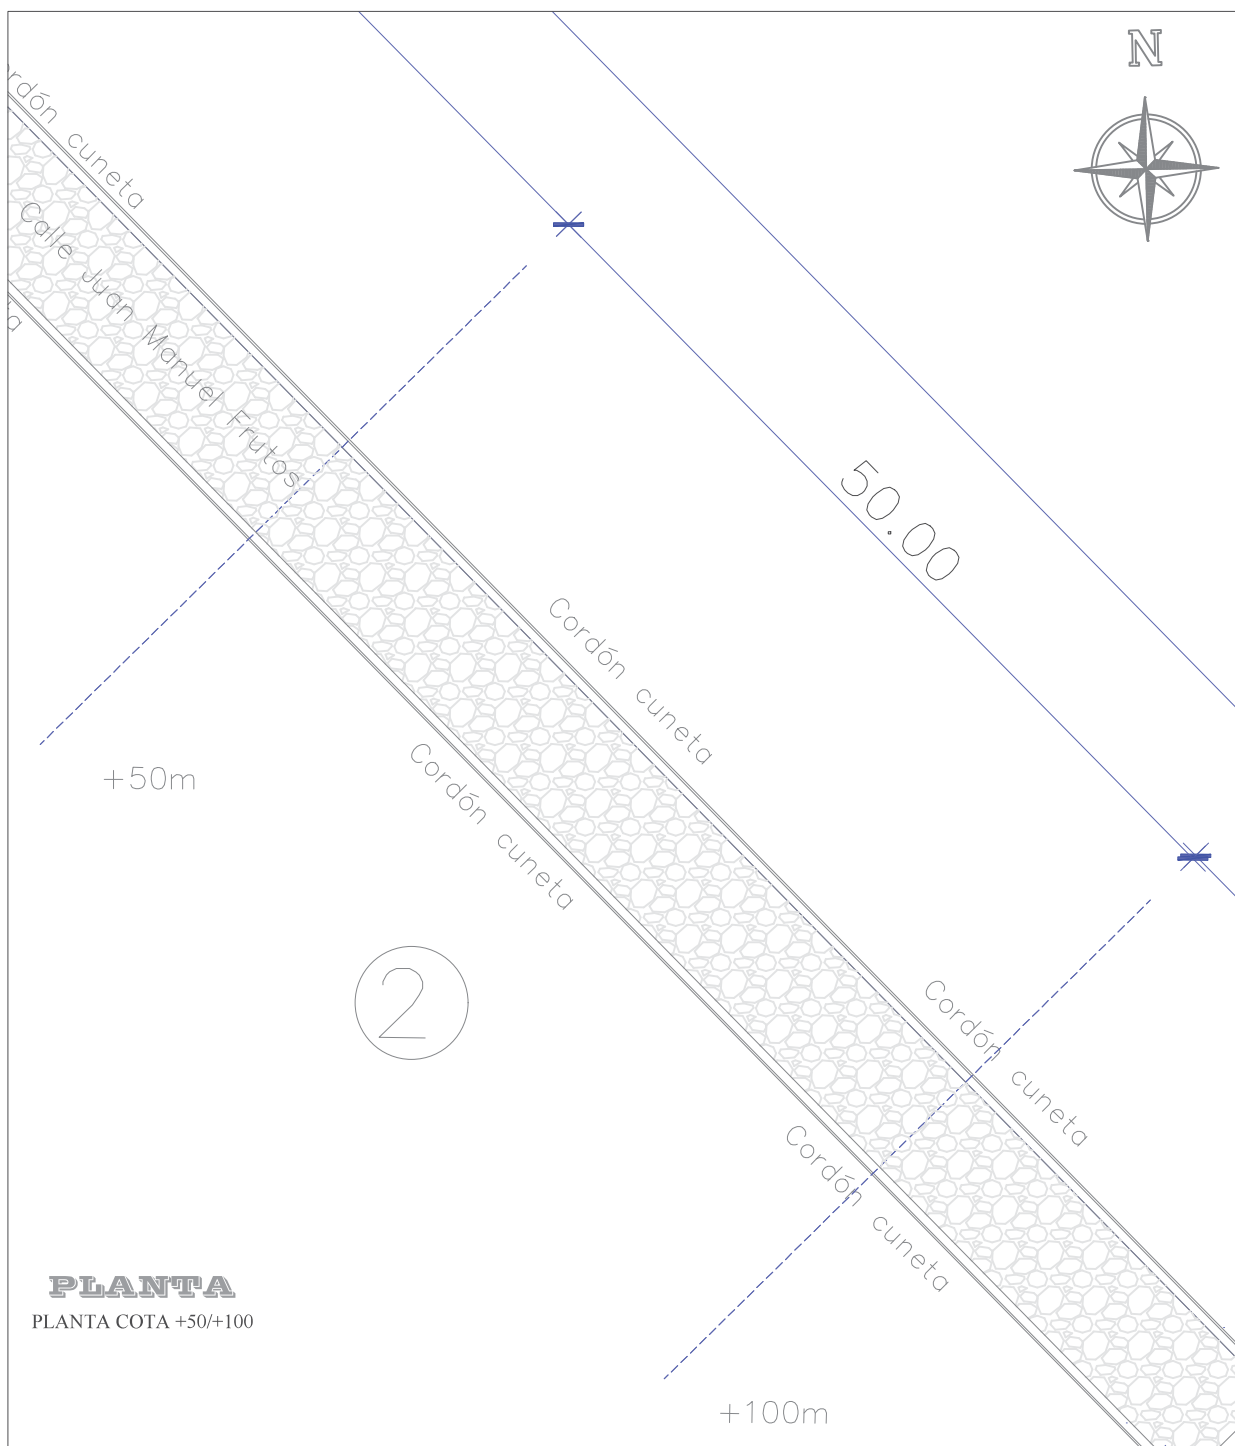 N
cuneta
Calle Juan Manuel Frutos
50.00
Cordón cuneta
+50m
Cordón cuneta
2
Cordón cuneta
Cordón cuneta
PLANTA
PLANTA COTA +50/+100
+100m